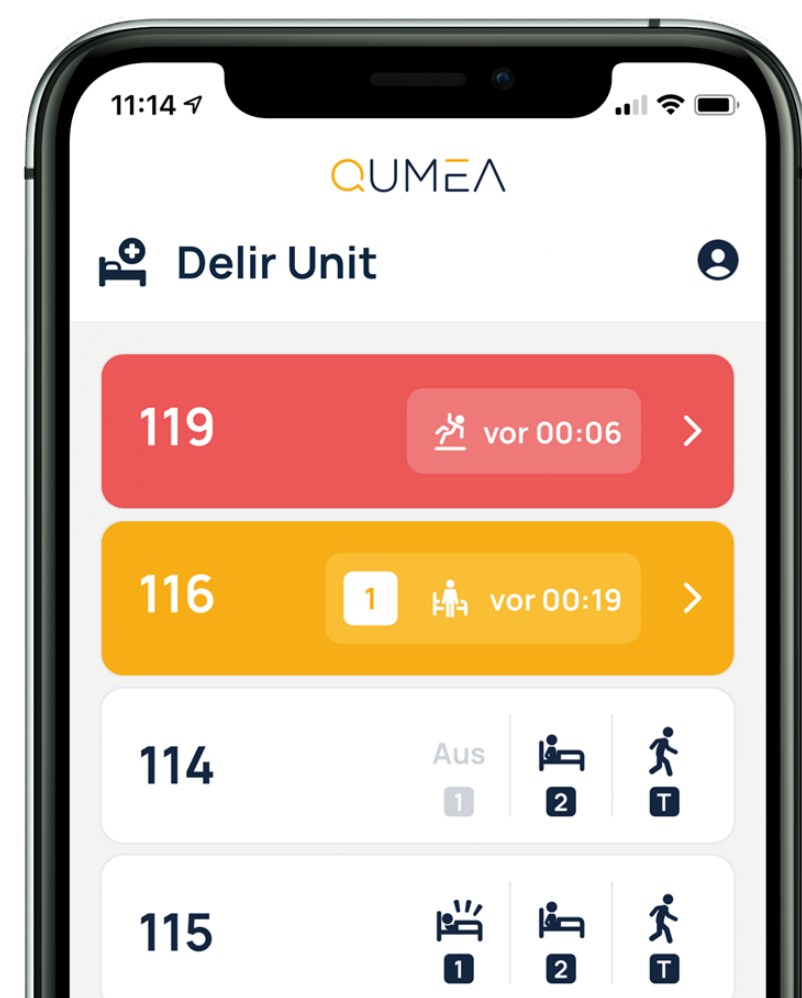 11:14
QUMEA
Delir Unit
119 vor 00:06
116 1 vor 00:19
114 Aus
1 2 T
115
1 2 T